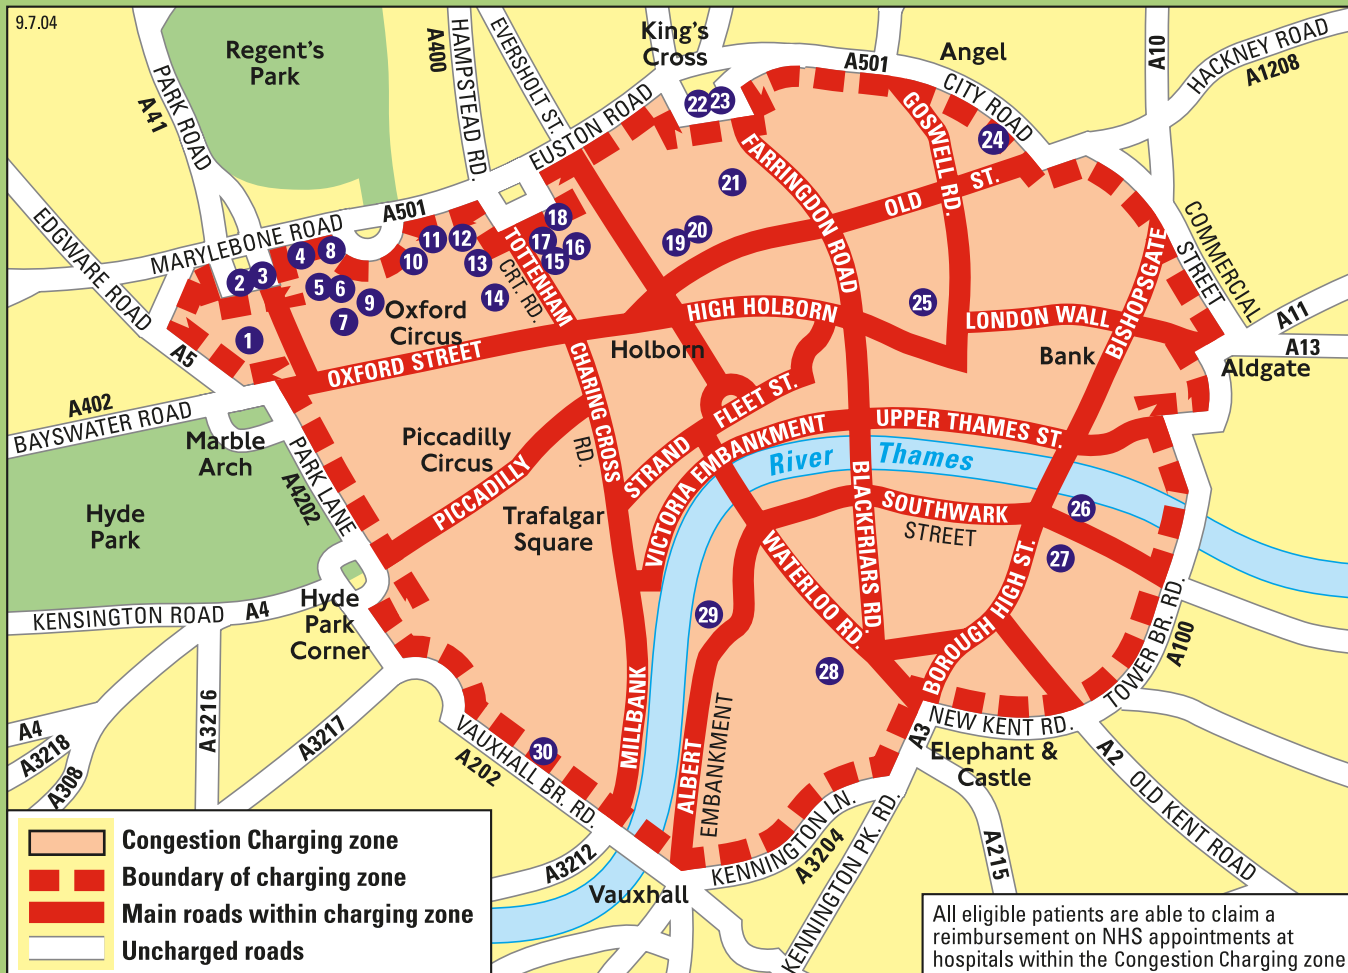 9.7.04
Regent's
Park
King's
Cross
Angel
A501
CITY ROAD
A10
HACKNEY ROAD
A1208
PARK ROAD
A41
A400
HAMPSTEAD RD.
EVERSHOLT ST.
EUSTON ROAD
22
23
24
GOSWELL RD.
FARRINGDON ROAD
OLD ST.
21
20
19
18
17
16
15
14
13
12
11
10
A501
MARYLEBONE ROAD
EDGWARE ROAD
A5
1
2
3
4
8
5
6
9
7
Oxford
Circus
TOTTENHAM
CRT RD.
OXFORD STREET
HIGH HOLBORN
Holborn
25
LONDON WALL
Bank
BISHOPSGATE
COMMERCIAL
STREET
A11
A13
Aldgate
A402
BAYSWATER ROAD
Marble
Arch
PARK LANE
A4202
Hyde
Park
Piccadilly
Circus
PICCADILLY
CHARING CROSS
RD.
STRAND
FLEET ST.
VICTORIA EMBANKMENT
UPPER THAMES ST.
River Thames
Trafalgar
Square
BLACKFRIARS RD.
SOUTHWARK
STREET
26
27
WATERLOO RD.
BOROUGH HIGH ST.
TOWER BR. RD.
A100
KENSINGTON ROAD
A4
Hyde
Park
Corner
29
28
30
MILLBANK
ALBERT
EMBANKMENT
A4
A3218
A308
A3216
A3217
VAUXHALL BR. RD.
A202
A3212
Vauxhall
KENNINGTON LN.
A3204
KENNINGTON PK. RD.
A3
NEW KENT RD.
Elephant &
Castle
A2
OLD KENT ROAD
A215
Congestion Charging zone
Boundary of charging zone
Main roads within charging zone
Uncharged roads
All eligible patients are able to claim a
reimbursement on NHS appointments at
hospitals within the Congestion Charging zone